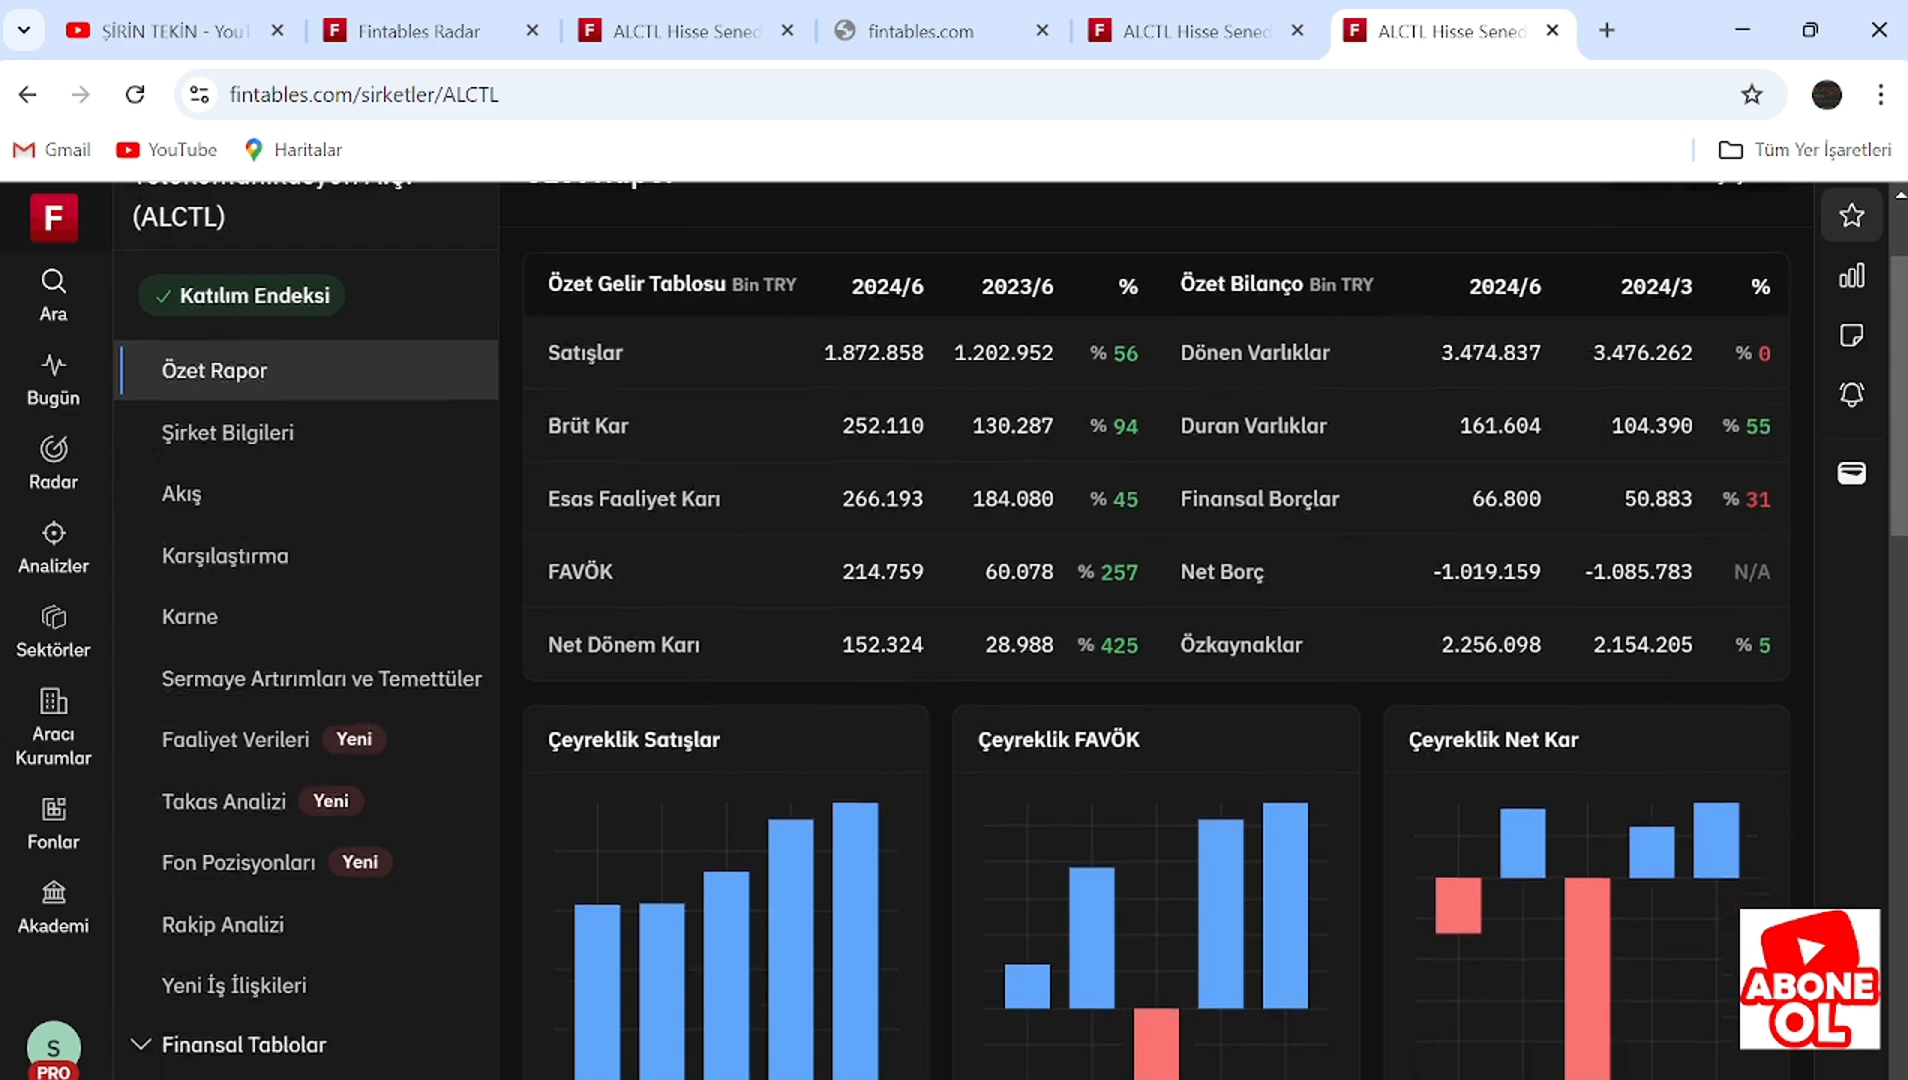 ŞİRİN TEKİN - YouT
Fintables Radar
ALCTL Hisse Sened
fintables.com
ALCTL Hisse Sened
ALCTL Hisse Sened
fintables.com/sirketler/ALCTL
Gmail
YouTube
Haritalar
Tüm Yer İşaretleri
F
Ara
Bugün
Radar
Analizler
Sektörler
Aracı
Kurumlar
Fonlar
Akademi
S
PRO
(ALCTL)
Katılım Endeksi
Özet Rapor
Şirket Bilgileri
Akış
Karşılaştırma
Karne
Sermaye Artırımları ve Temettüler
Faaliyet Verileri Yeni
Takas Analizi Yeni
Fon Pozisyonları Yeni
Rakip Analizi
Yeni İş İlişkileri
Finansal Tablolar
Özet Rapor
Özet Gelir Tablosu Bin TRY 2024/6 2023/6 %
Satışlar 1.872.858 1.202.952 % 56
Brüt Kar 252.110 130.287 % 94
Esas Faaliyet Karı 266.193 184.080 % 45
FAVÖK 214.759 60.078 % 257
Net Dönem Karı 152.324 28.988 % 425
Özet Bilanço Bin TRY 2024/6 2024/3 %
Dönen Varlıklar 3.474.837 3.476.262 % 0
Duran Varlıklar 161.604 104.390 % 55
Finansal Borçlar 66.800 50.883 % 31
Net Borç -1.019.159 -1.085.783 N/A
Özkaynaklar 2.256.098 2.154.205 % 5
Çeyreklik Satışlar
Çeyreklik FAVÖK
Çeyreklik Net Kar
ABONE
OL